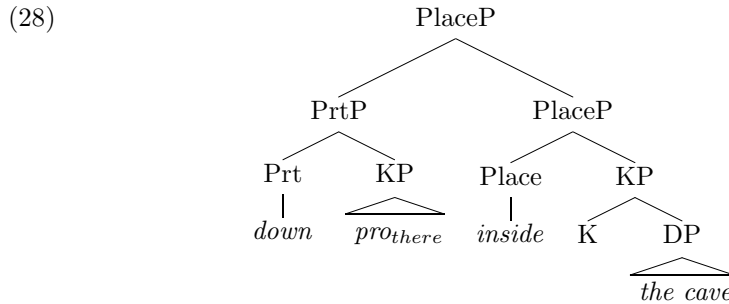 (28) PlaceP
PrtP PlaceP
Prt KP Place KP
down pro_there inside K DP
the cave